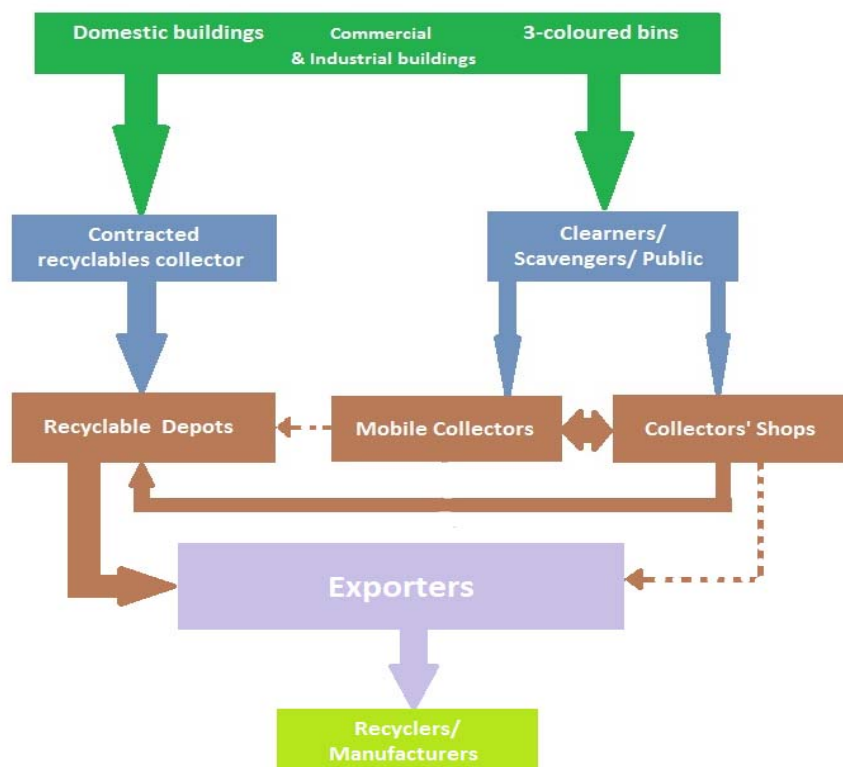 Domestic buildings
Commercial
& Industrial buildings
3-coloured bins
Contracted
recyclables collector
Clearners/
Scavengers/ Public
Recyclable Depots
Mobile Collectors
Collectors' Shops
Exporters
Recyclers/
Manufacturers